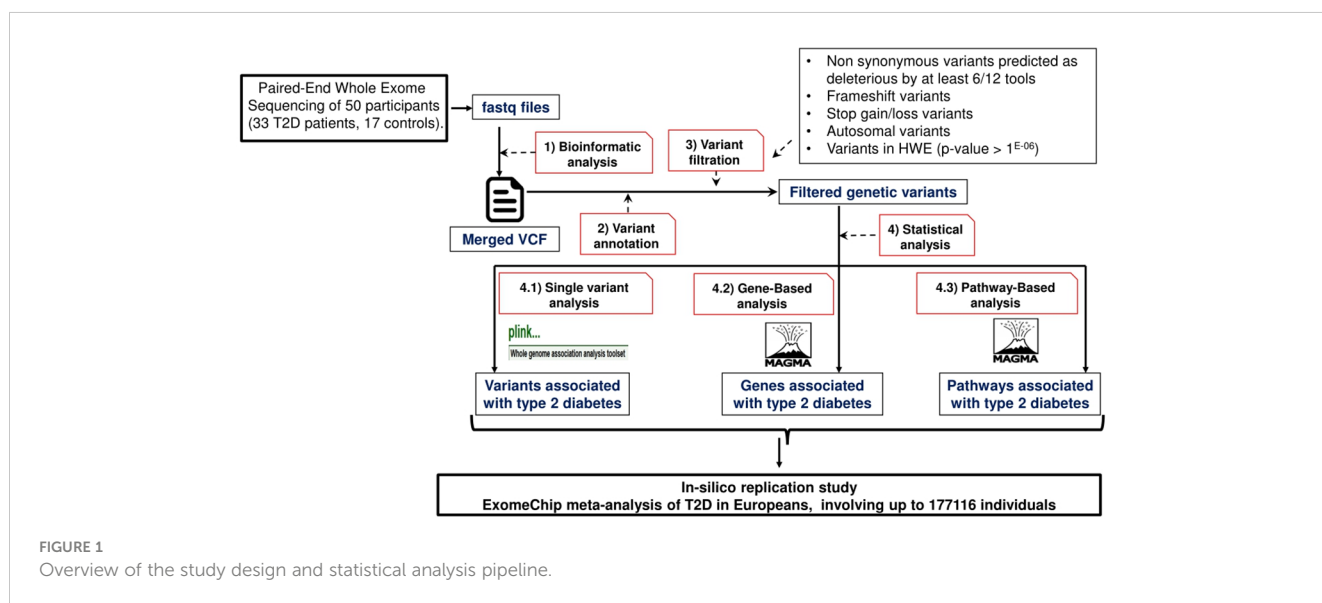 Paired-End Whole Exome
Sequencing of 50 participants
(33 T2D patients, 17 controls).
fastq files
1) Bioinformatic
analysis
3) Variant
filtration
• Non synonymous variants predicted as
deleterious by at least 6/12 tools
• Frameshift variants
• Stop gain/loss variants
• Autosomal variants
• Variants in HWE (p-value > 1E-06)
Merged VCF
2) Variant
annotation
Filtered genetic variants
4) Statistical
analysis
4.1) Single variant
analysis
4.2) Gene-Based
analysis
4.3) Pathway-Based
analysis
plink...
Whole genome association analysis toolset
MAGMA
MAGMA
Variants associated
with type 2 diabetes
Genes associated
with type 2 diabetes
Pathways associated
with type 2 diabetes
In-silico replication study
ExomeChip meta-analysis of T2D in Europeans, involving up to 177116 individuals
FIGURE 1
Overview of the study design and statistical analysis pipeline.